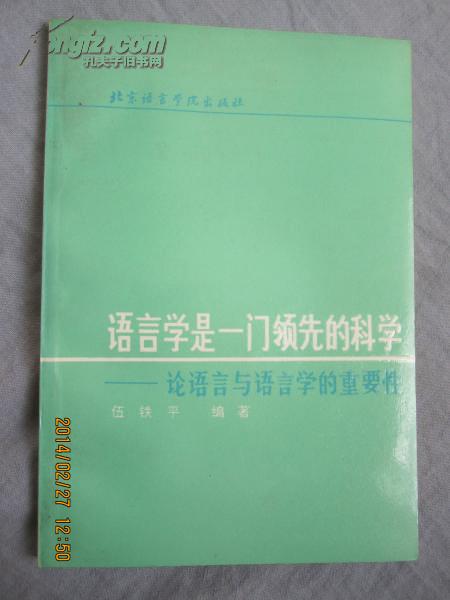 kongfz.com
孔夫子旧书网
北京语言学院出版社
语言学是一门领先的科学
——论语言与语言学的重要性
伍铁平 编著
2014/02/27 12:50